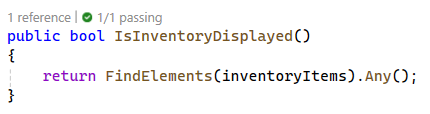 1 reference | 1/1 passing
public bool IsInventoryDisplayed()
{
    return FindElements(inventoryItems).Any();
}